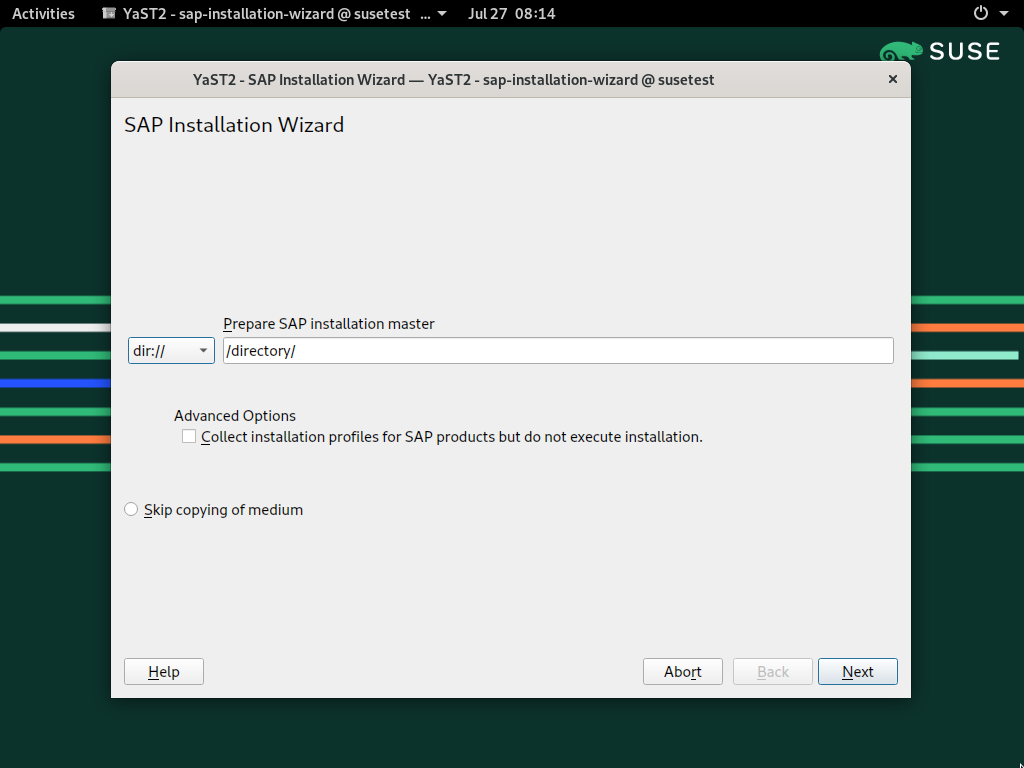 Activities YaST2 - sap-installation-wizard @ susetest ... Jul 27 08:14
SUSE
YaST2 - SAP Installation Wizard — YaST2 - sap-installation-wizard @ susetest
SAP Installation Wizard
Prepare SAP installation master
dir:// /directory/
Advanced Options
Collect installation profiles for SAP products but do not execute installation.
Skip copying of medium
Help Abort Back Next